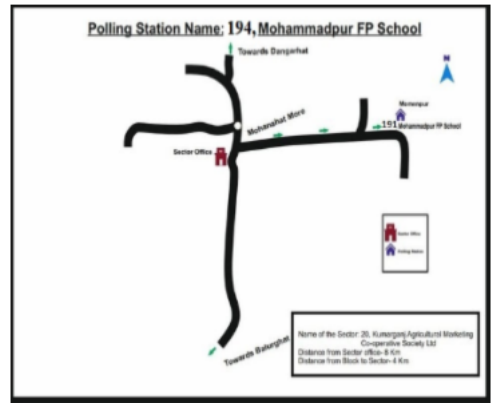 Polling Station Name: 194, Mohammadpur FP School
Towards Dangarhat
N
Mohanahat More
Momenpur
191 Mohammadpur FP School
Sector Office
Sector Office
Polling Station
Towards Balurghat
Name of the Sector: 20, Kumarganj Agricultural Marketing
Co-operative Society Ltd
Distance from Sector office- 8 Km
Distance from Block to Sector- 4 Km